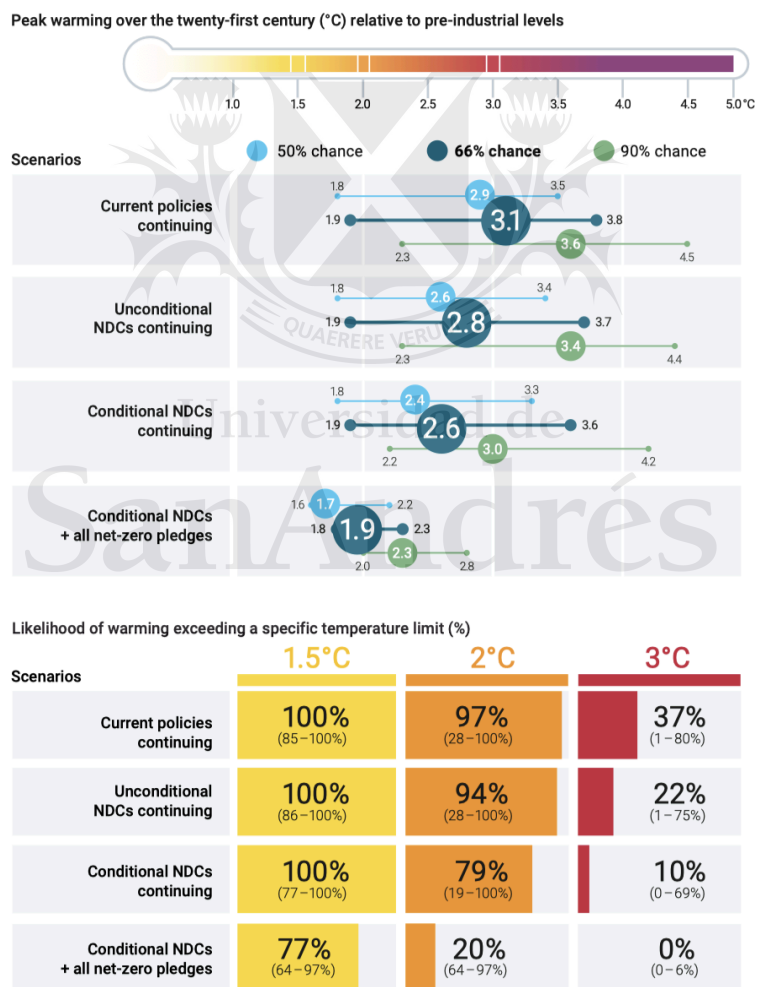 Peak warming over the twenty-first century (°C) relative to pre-industrial levels
1.0 1.5 2.0 2.5 3.0 3.5 4.0 4.5 5.0°C
Scenarios
50% chance 66% chance 90% chance
Current policies
continuing
1.8 2.9 3.5
1.9 3.1 3.8
2.3 3.6 4.5
Unconditional
NDCs continuing
1.8 2.6 3.4
1.9 2.8 3.7
2.3 3.4 4.4
Conditional NDCs
continuing
1.8 2.4 3.3
1.9 2.6 3.6
2.2 3.0 4.2
Conditional NDCs
+ all net-zero pledges
1.6 1.7 2.2
1.8 1.9 2.3
2.0 2.3 2.8
QUAERERE VERU
Universidad de
SanAndrés
Likelihood of warming exceeding a specific temperature limit (%)
Scenarios
1.5°C 2°C 3°C
Current policies
continuing
100% 97% 37%
(85–100%) (28–100%) (1–80%)
Unconditional
NDCs continuing
100% 94% 22%
(86–100%) (28–100%) (1–75%)
Conditional NDCs
continuing
100% 79% 10%
(77–100%) (19–100%) (0–69%)
Conditional NDCs
+ all net-zero pledges
77% 20% 0%
(64–97%) (64–97%) (0–6%)